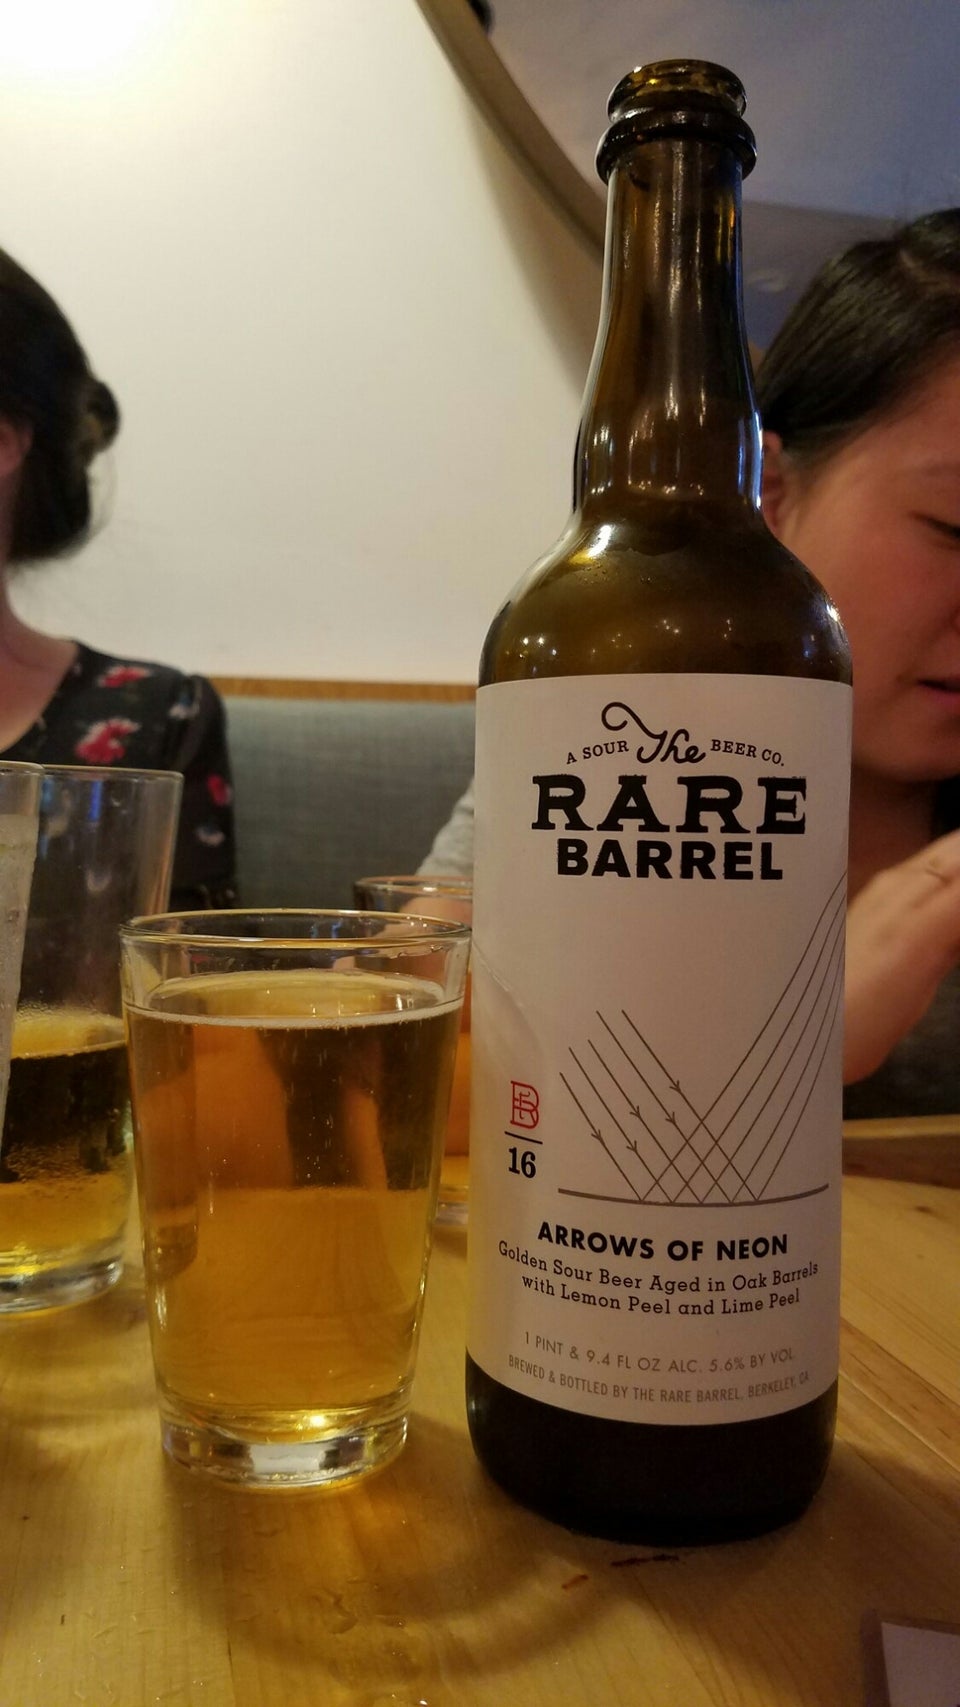 A SOUR The BEER CO.
RARE
BARREL
RB
16
ARROWS OF NEON
Golden Sour Beer Aged in Oak Barrels
with Lemon Peel and Lime Peel
1 PINT & 9.4 FL OZ ALC. 5.6% BY VOL.
BREWED & BOTTLED BY THE RARE BARREL, BERKELEY, CA